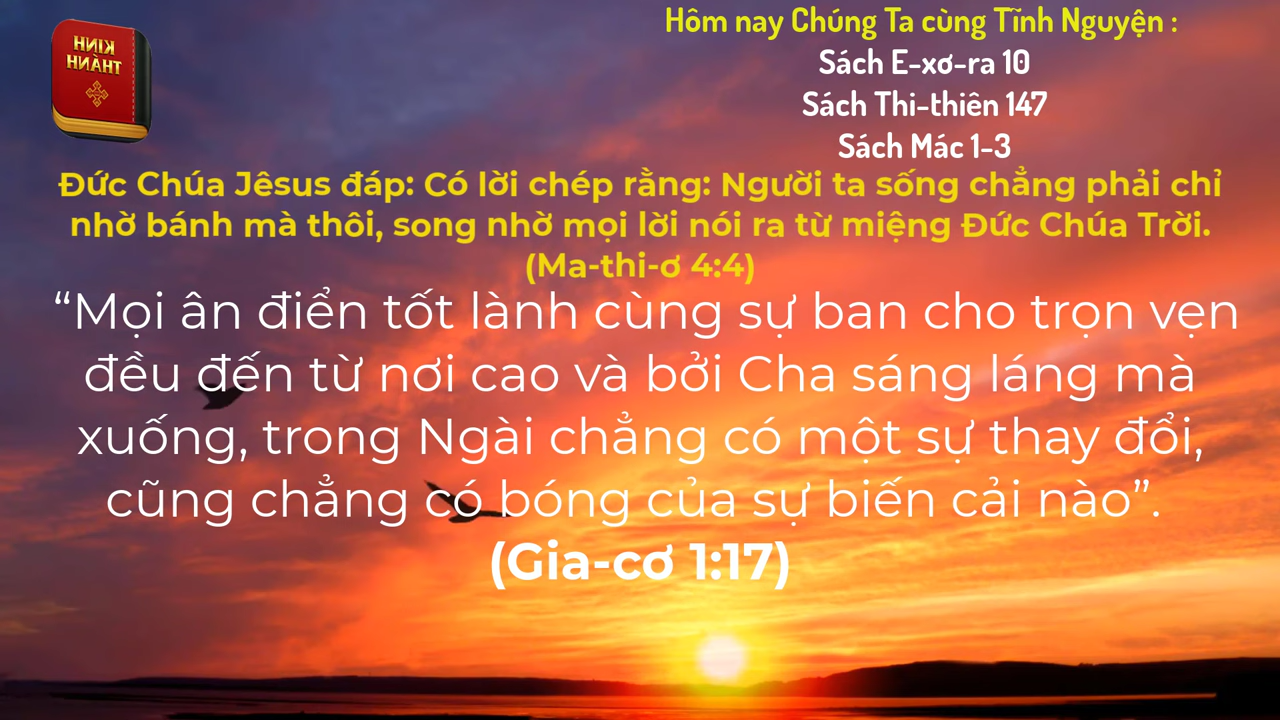 KINH
THÁNH
Hôm nay Chúng Ta cùng Tĩnh Nguyện :
Sách E-xơ-ra 10
Sách Thi-thiên 147
Sách Mác 1-3
Đức Chúa Jêsus đáp: Có lời chép rằng: Người ta sống chẳng phải chỉ
nhờ bánh mà thôi, song nhờ mọi lời nói ra từ miệng Đức Chúa Trời.
(Ma-thi-ơ 4:4)
“Mọi ân điển tốt lành cùng sự ban cho trọn vẹn
đều đến từ nơi cao và bởi Cha sáng láng mà
xuống, trong Ngài chẳng có một sự thay đổi,
cũng chẳng có bóng của sự biến cải nào”.
(Gia-cơ 1:17)